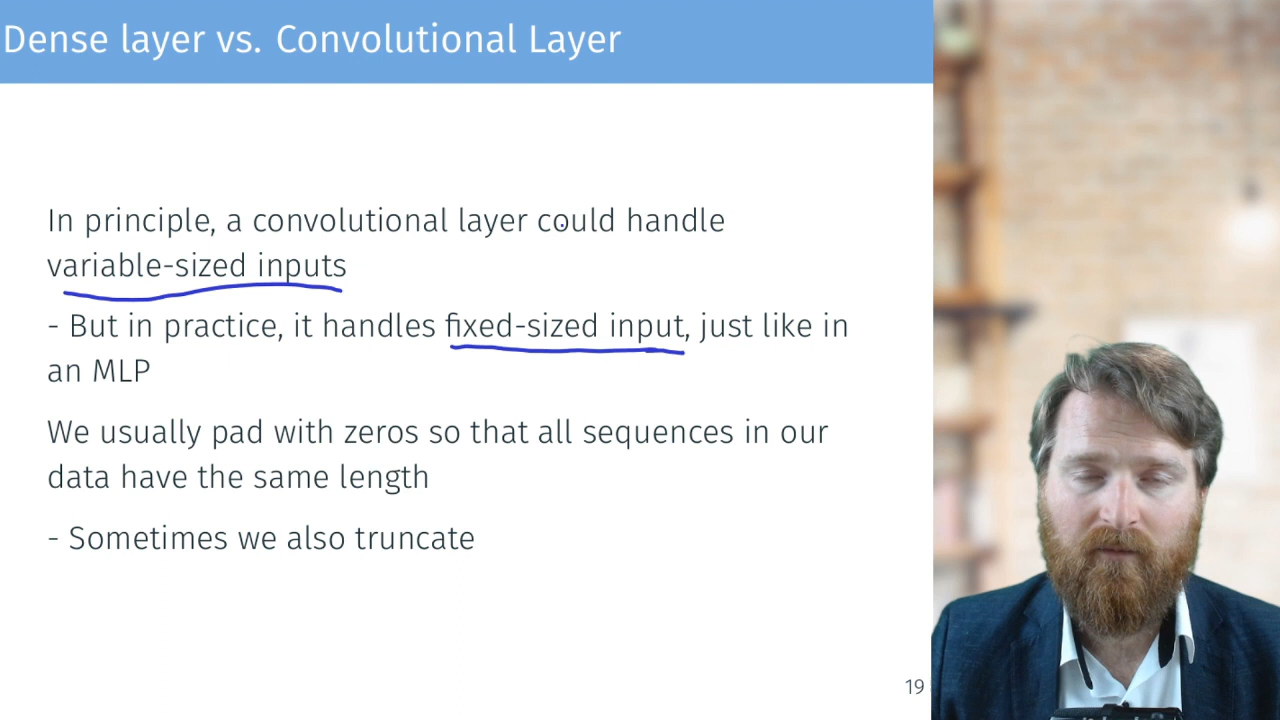 Dense layer vs. Convolutional Layer
In principle, a convolutional layer could handle
variable-sized inputs
- But in practice, it handles fixed-sized input, just like in
an MLP
We usually pad with zeros so that all sequences in our
data have the same length
- Sometimes we also truncate
19